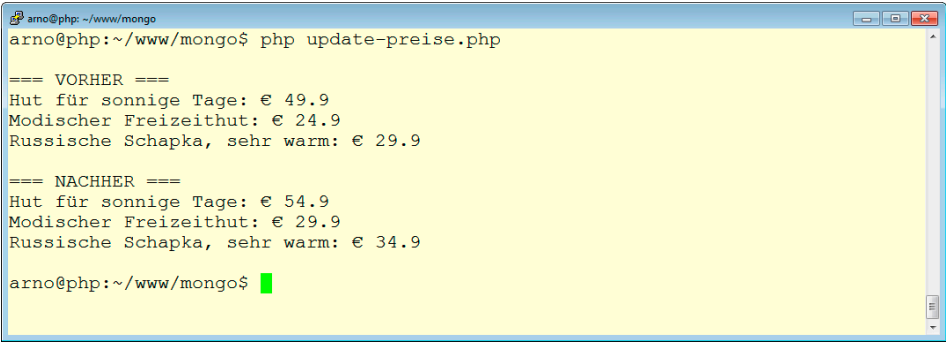 arno@php: ~/www/mongo
arno@php:~/www/mongo$ php update-preise.php
=== VORHER ===
Hut für sonnige Tage: € 49.9
Modischer Freizeithut: € 24.9
Russische Schapka, sehr warm: € 29.9
=== NACHHER ===
Hut für sonnige Tage: € 54.9
Modischer Freizeithut: € 29.9
Russische Schapka, sehr warm: € 34.9
arno@php:~/www/mongo$